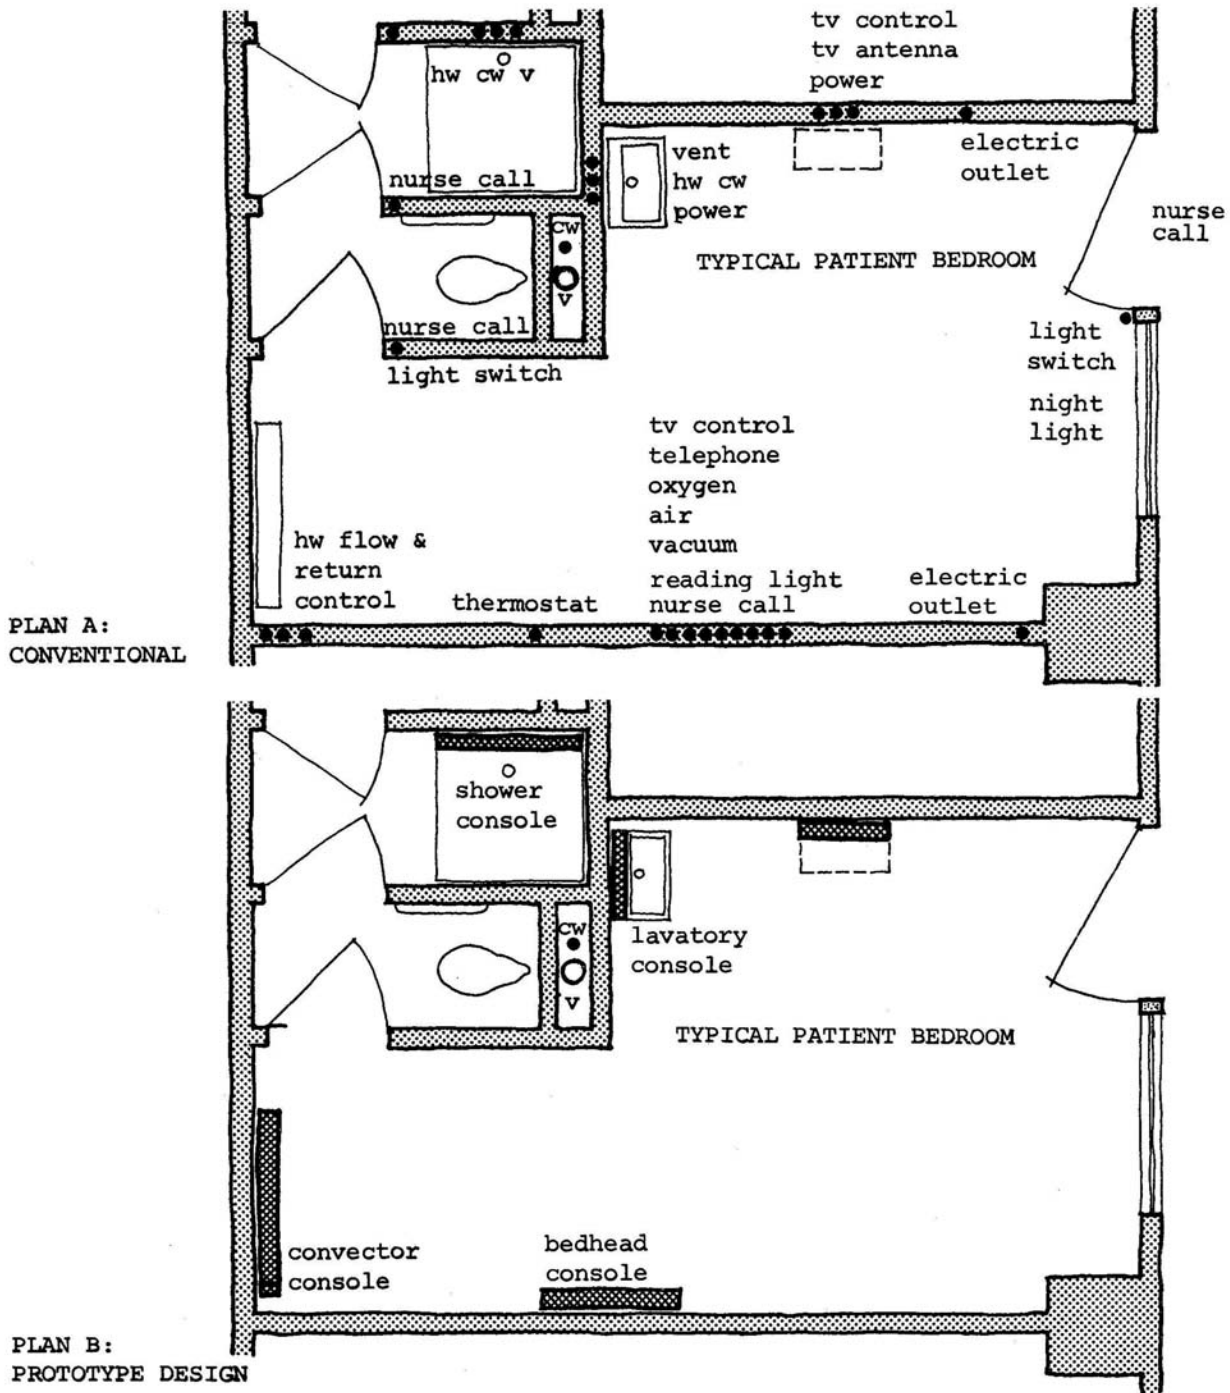 tv control
tv antenna
power
hw cw v
electric
outlet
vent
hw cw
power
nurse call
nurse
call
cw
v
TYPICAL PATIENT BEDROOM
nurse call
light switch
light
switch
night
light
tv control
telephone
oxygen
air
vacuum
reading light
nurse call
hw flow &
return
control
thermostat
electric
outlet
PLAN A:
CONVENTIONAL
shower
console
lavatory
console
cw
v
TYPICAL PATIENT BEDROOM
convector
console
bedhead
console
PLAN B:
PROTOTYPE DESIGN